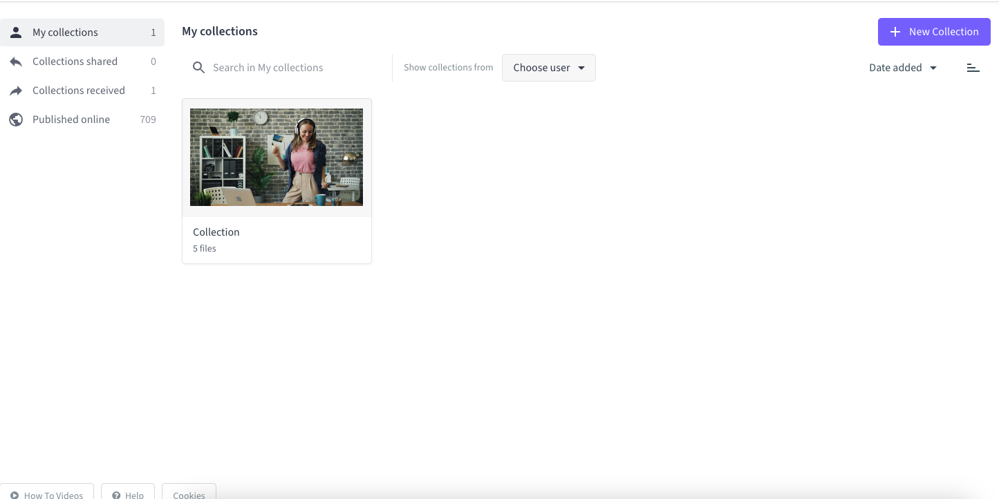 My collections 1
Collections shared 0
Collections received 1
Published online 709
My collections
New Collection
Search in My collections
Show collections from
Choose user
Date added
Collection
5 files
How To Videos
Help
Cookies